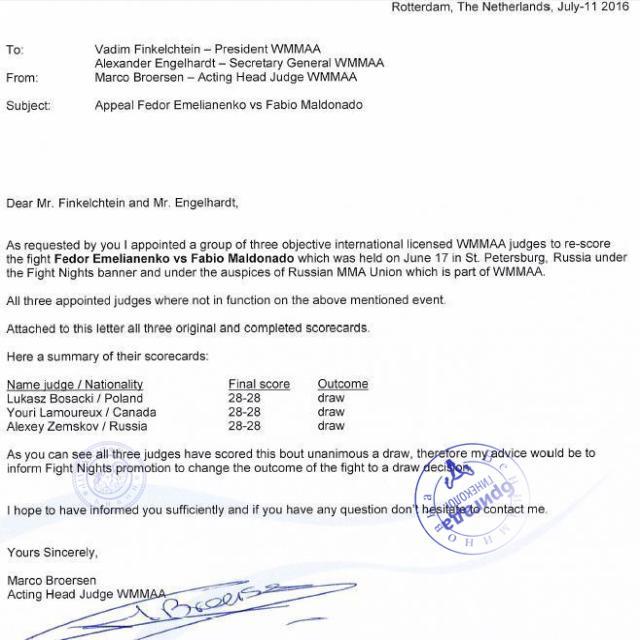 Rotterdam, The Netherlands, July-11 2016
To: Vadim Finkelchtein – President WMMAA
Alexander Engelhardt – Secretary General WMMAA
From: Marco Broersen – Acting Head Judge WMMAA
Subject: Appeal Fedor Emelianenko vs Fabio Maldonado
Dear Mr. Finkelchtein and Mr. Engelhardt,
As requested by you I appointed a group of three objective international licensed WMMAA judges to re-score
the fight Fedor Emelianenko vs Fabio Maldonado which was held on June 17 in St. Petersburg, Russia under
the Fight Nights banner and under the auspices of Russian MMA Union which is part of WMMAA.
All three appointed judges where not in function on the above mentioned event.
Attached to this letter all three original and completed scorecards.
Here a summary of their scorecards:
Name judge / Nationality Final score Outcome
Lukasz Bosacki / Poland 28-28 draw
Youri Lamoureux / Canada 28-28 draw
Alexey Zemskov / Russia 28-28 draw
As you can see all three judges have scored this bout unanimous a draw, therefore my advice would be to
inform Fight Nights promotion to change the outcome of the fight to a draw decision.
I hope to have informed you sufficiently and if you have any question don't hesitate to contact me.
Yours Sincerely,
Marco Broersen
Acting Head Judge WMMAA
M Broersen
бригада